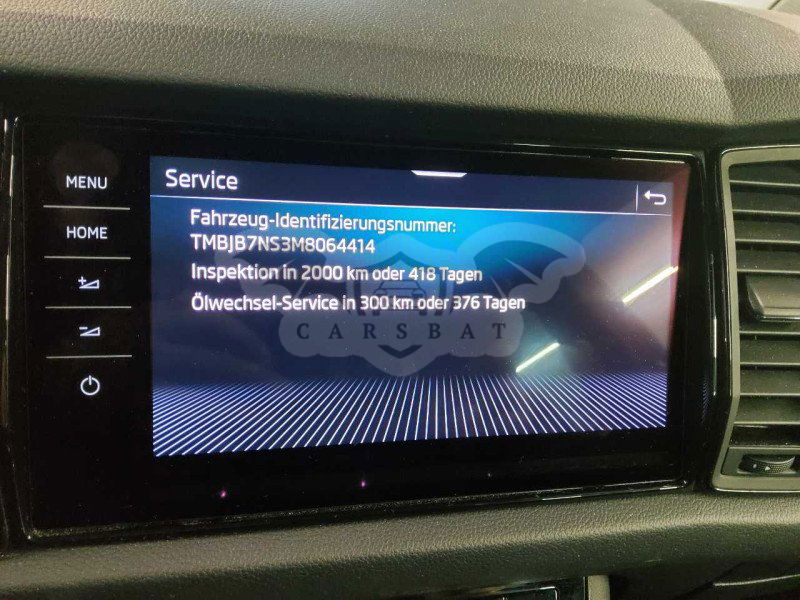 MENU
HOME
Service
Fahrzeug-Identifizierungsnummer:
TMBJB7NS3M8064414
Inspektion in 2000 km oder 418 Tagen
Ölwechsel-Service in 300 km oder 376 Tagen
CARSBAT